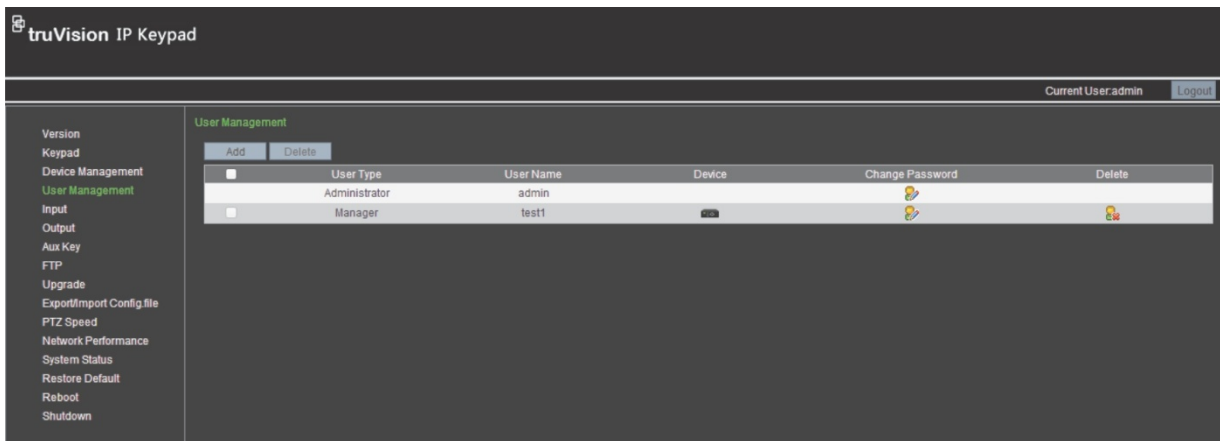 truVision IP Keypad
Current User:admin Logout
Version
Keypad
Device Management
User Management
Input
Output
Aux Key
FTP
Upgrade
Export/Import Config.file
PTZ Speed
Network Performance
System Status
Restore Default
Reboot
Shutdown
User Management
Add Delete
User Type User Name Device Change Password Delete
Administrator admin
Manager test1